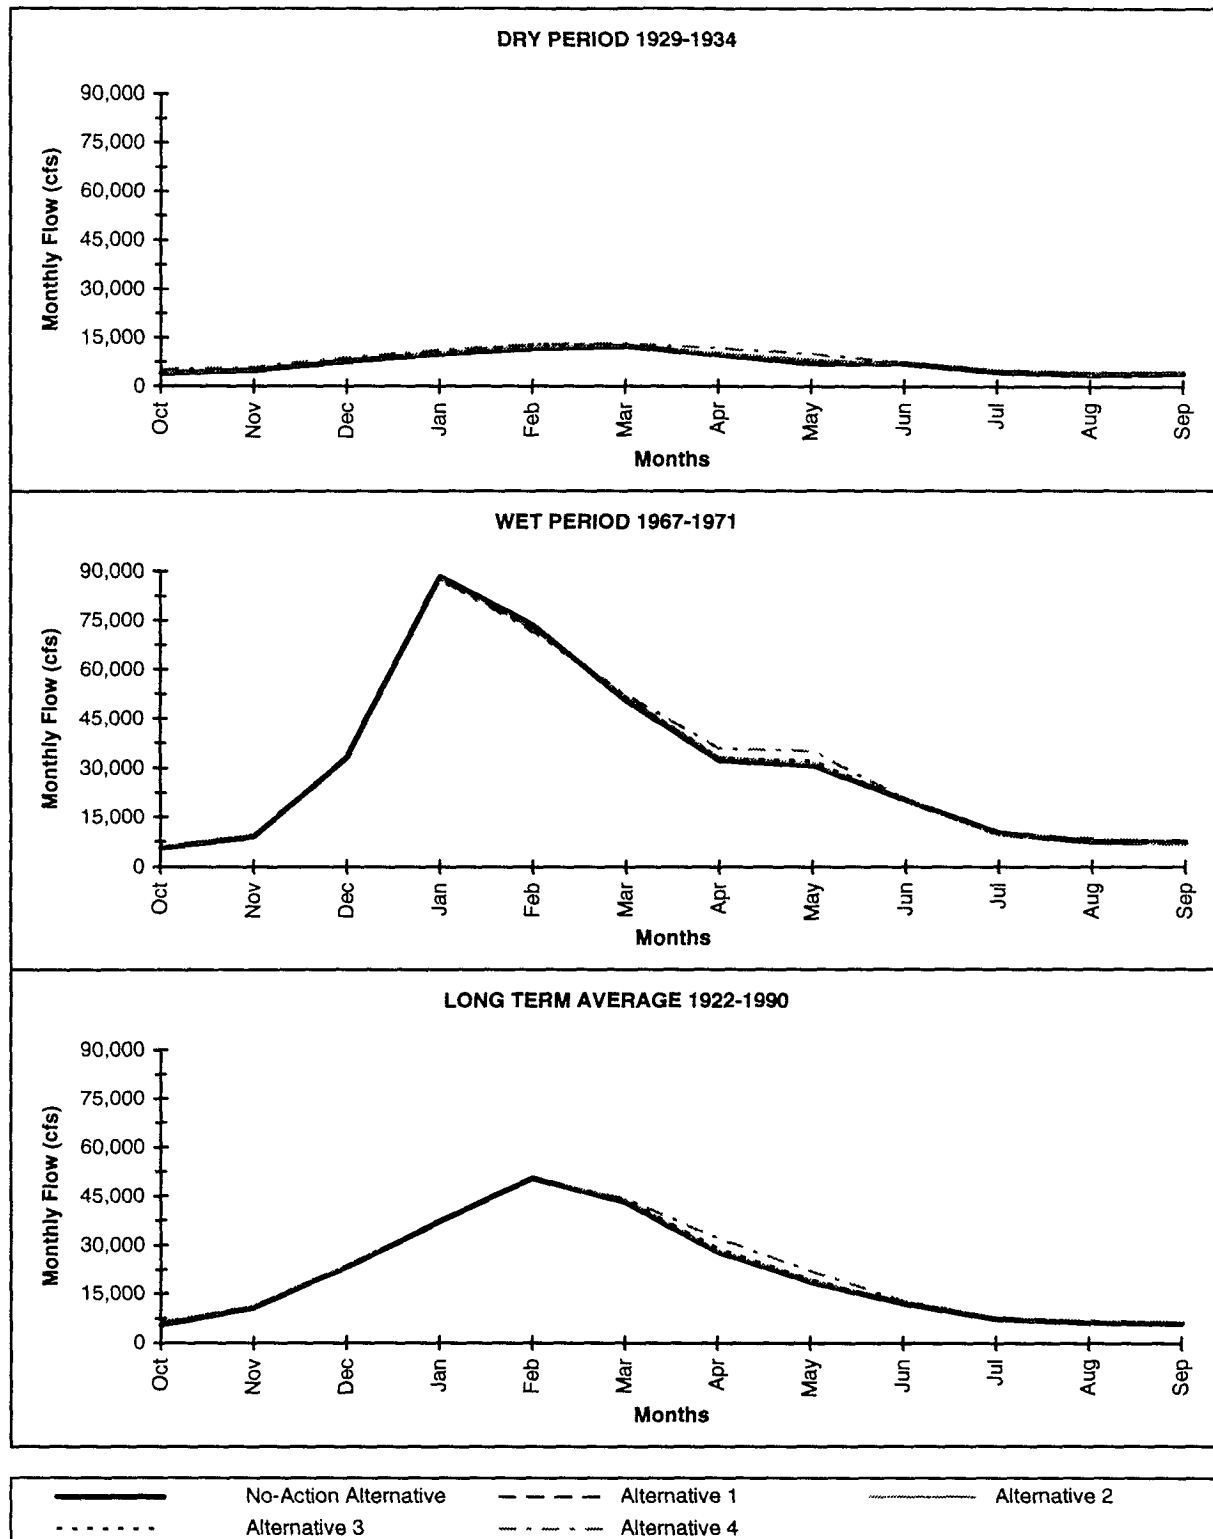 DRY PERIOD 1929-1934
Monthly Flow (cfs)
90,000
75,000
60,000
45,000
30,000
15,000
0
Oct Nov Dec Jan Feb Mar Apr May Jun Jul Aug Sep
Months
WET PERIOD 1967-1971
Monthly Flow (cfs)
90,000
75,000
60,000
45,000
30,000
15,000
0
Oct Nov Dec Jan Feb Mar Apr May Jun Jul Aug Sep
Months
LONG TERM AVERAGE 1922-1990
Monthly Flow (cfs)
90,000
75,000
60,000
45,000
30,000
15,000
0
Oct Nov Dec Jan Feb Mar Apr May Jun Jul Aug Sep
Months
No-Action Alternative Alternative 1 Alternative 2
Alternative 3 Alternative 4